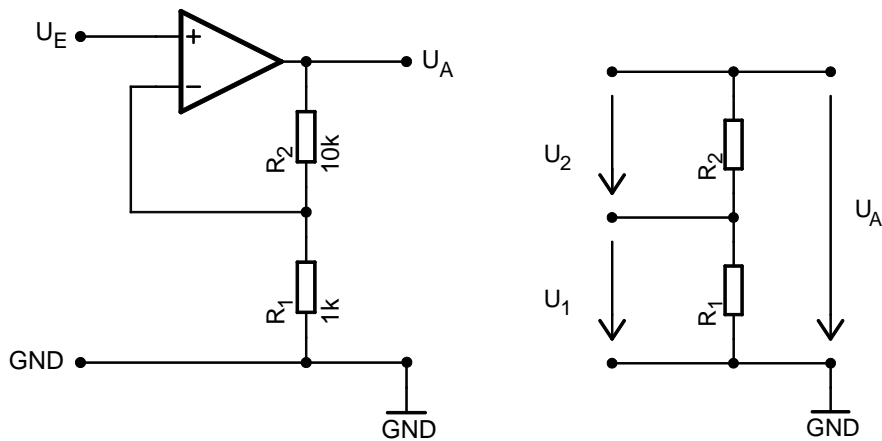 U_E
+
−
U_A
R_2
10k
R_1
1k
GND
GND
U_2
R_2
U_A
U_1
R_1
GND